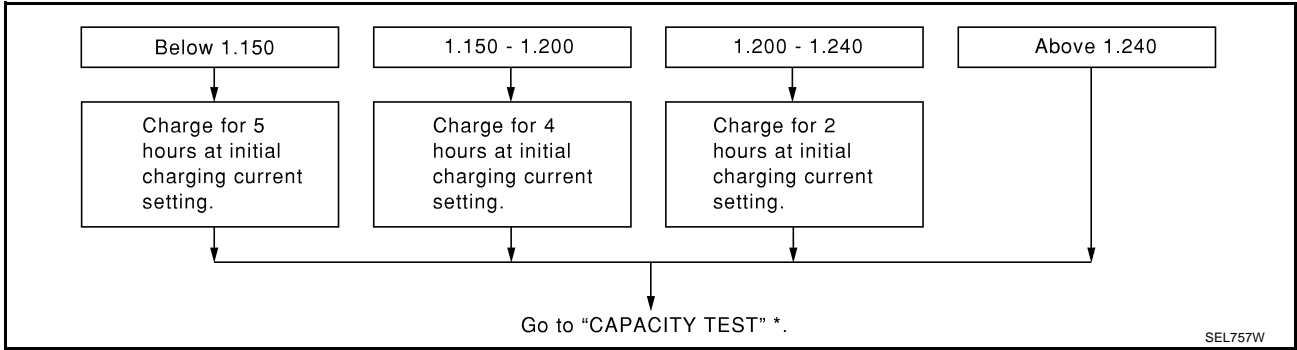 Below 1.150
1.150 - 1.200
1.200 - 1.240
Above 1.240
Charge for 5
hours at initial
charging current
setting.
Charge for 4
hours at initial
charging current
setting.
Charge for 2
hours at initial
charging current
setting.
Go to “CAPACITY TEST” *.
SEL757W